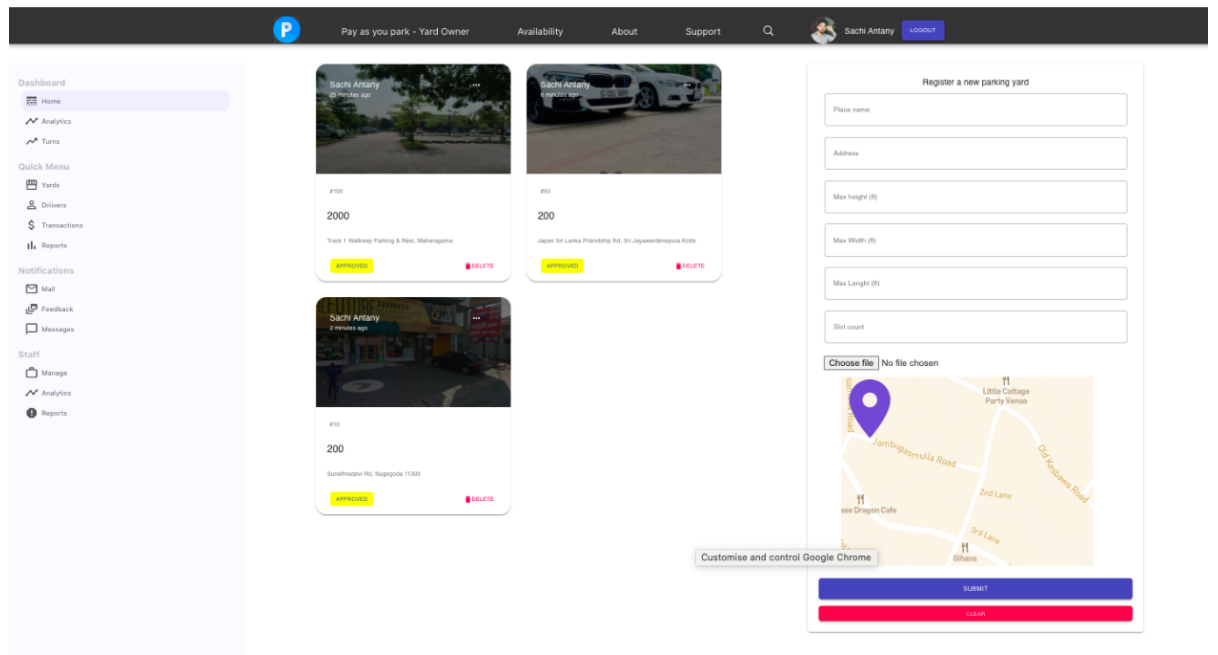 P
Pay as you park - Yard Owner
Availability
About
Support
Sachi Antany
LOGOUT
Dashboard
Home
Analytics
Turns
Quick Menu
Yards
Drivers
Transactions
Reports
Notifications
Mail
Feedback
Messages
Staff
Manage
Analytics
Reports
Sachi Antany
25 minutes ago
#100
2000
Track 1 Walkway Parking & Rest, Maharagama
APPROVED
DELETE
Sachi Antany
6 minutes ago
#50
200
Japan Sri Lanka Friendship Rd, Sri Jayawardenepura Kotte
APPROVED
DELETE
Sachi Antany
2 minutes ago
#10
200
Sunethradevi Rd, Nugegoda 11300
APPROVED
DELETE
Register a new parking yard
Place name
Address
Max height (ft)
Max Width (ft)
Max Lenght (ft)
Slot count
Choose file No file chosen
Little Cottage
Party Venue
Road
Jambugasmulla Road
Old Kesbawa Road
2nd Lane
ose Dragon Cafe
3rd Lane
Gihans
Customise and control Google Chrome
SUBMIT
CLEAR